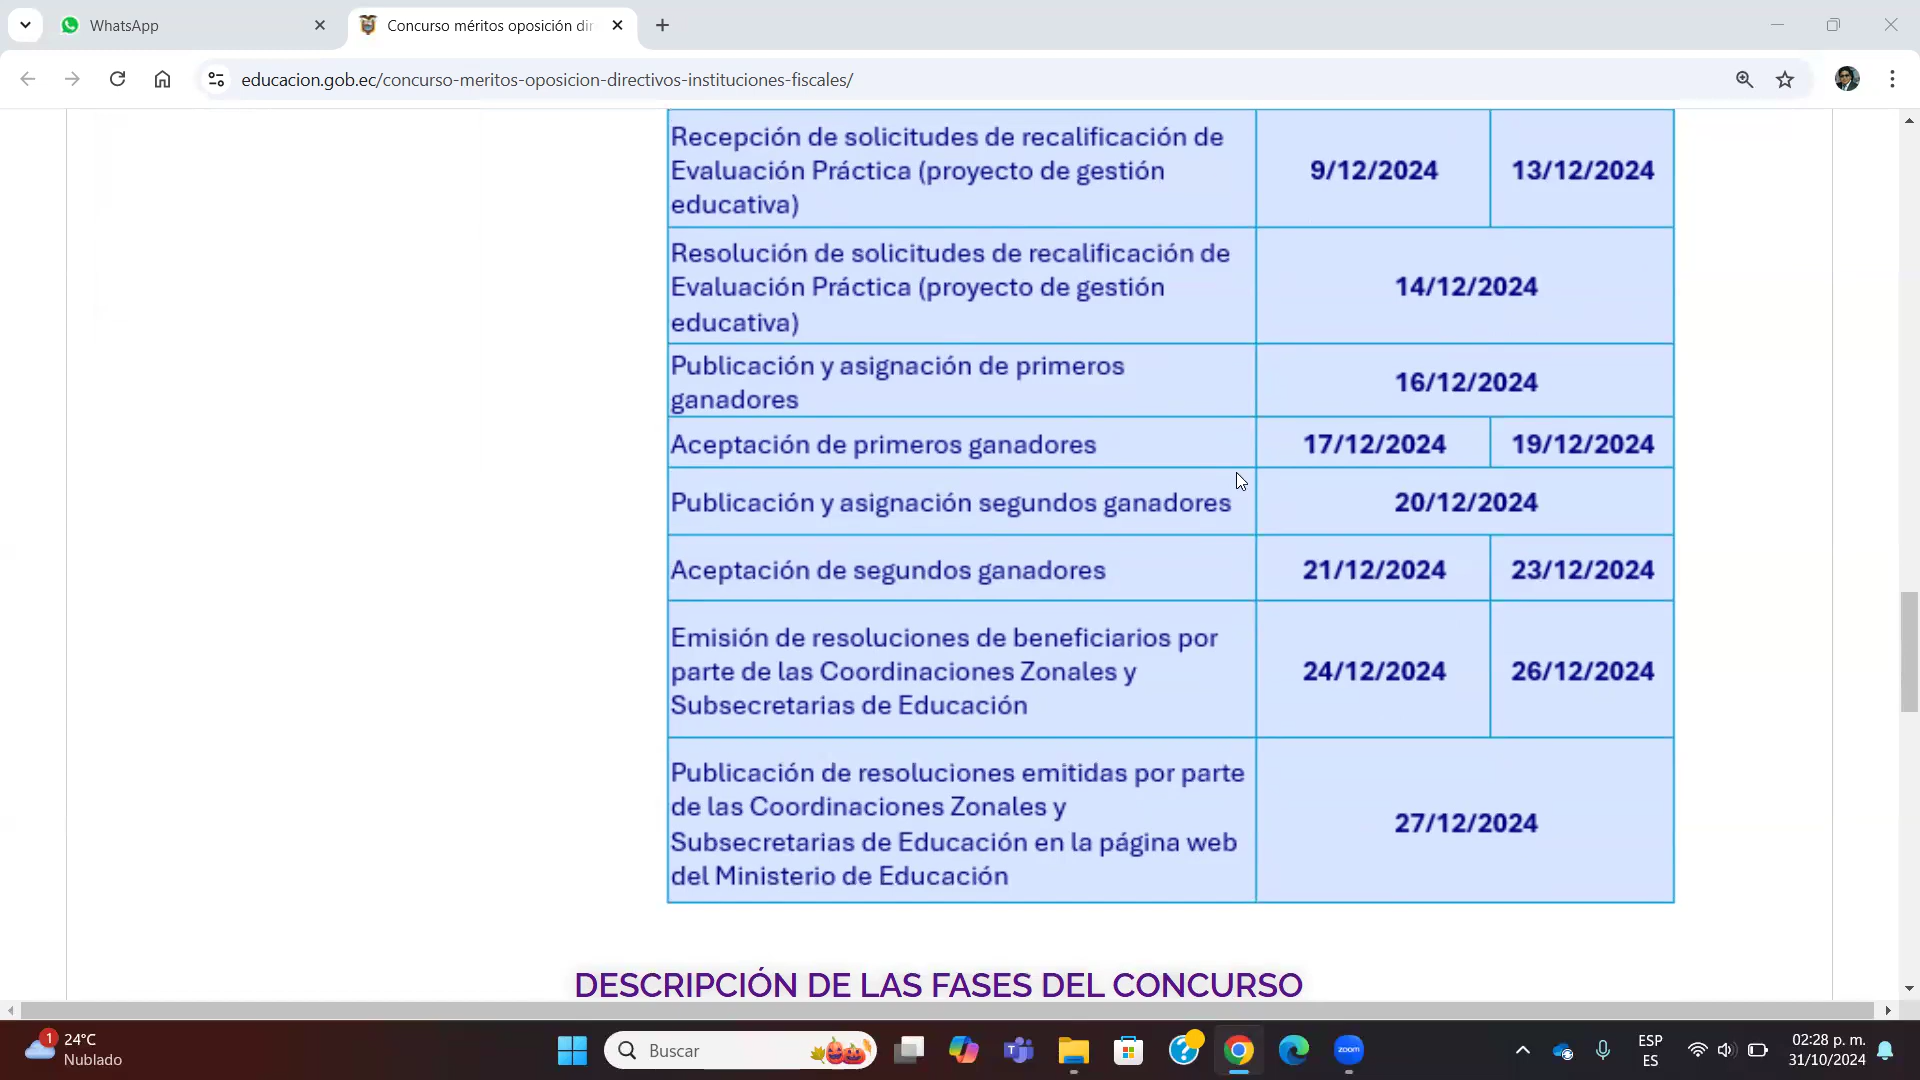 WhatsApp
Concurso méritos oposición dir
educacion.gob.ec/concurso-meritos-oposicion-directivos-instituciones-fiscales/
Recepción de solicitudes de recalificación de
Evaluación Práctica (proyecto de gestión
educativa)
9/12/2024
13/12/2024
Resolución de solicitudes de recalificación de
Evaluación Práctica (proyecto de gestión
educativa)
14/12/2024
Publicación y asignación de primeros
ganadores
16/12/2024
Aceptación de primeros ganadores
17/12/2024
19/12/2024
Publicación y asignación segundos ganadores
20/12/2024
Aceptación de segundos ganadores
21/12/2024
23/12/2024
Emisión de resoluciones de beneficiarios por
parte de las Coordinaciones Zonales y
Subsecretarias de Educación
24/12/2024
26/12/2024
Publicación de resoluciones emitidas por parte
de las Coordinaciones Zonales y
Subsecretarias de Educación en la página web
del Ministerio de Educación
27/12/2024
DESCRIPCIÓN DE LAS FASES DEL CONCURSO
1
24°C
Nublado
Buscar
zoom
ESP
ES
02:28 p. m.
31/10/2024